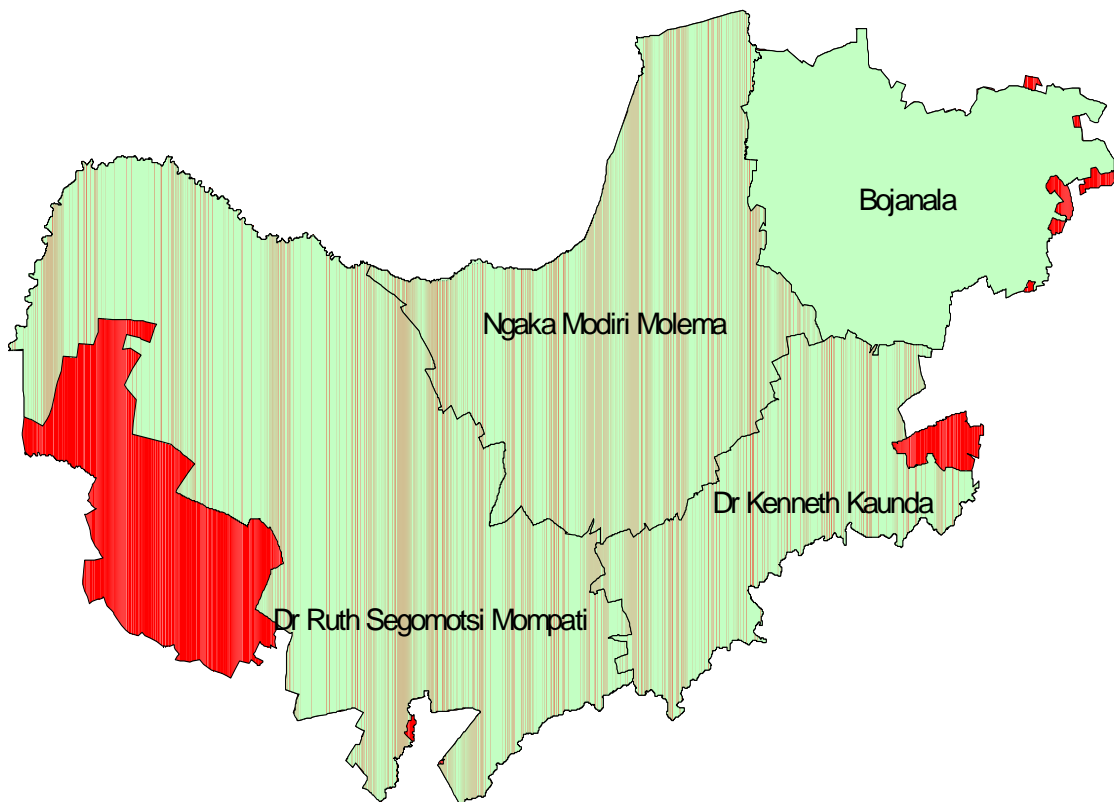 Bojanala
Ngaka Modiri Molema
Dr Kenneth Kaunda
Dr Ruth Segomotsi Mompati